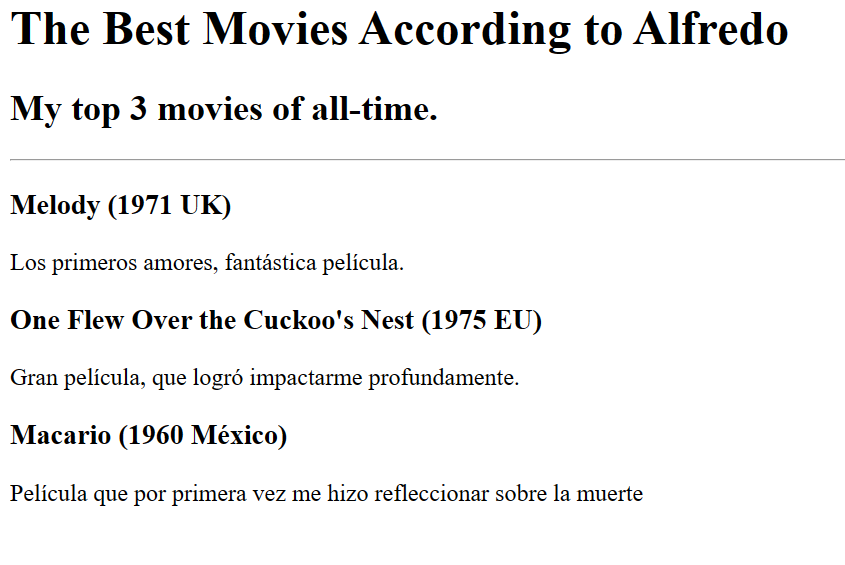 The Best Movies According to Alfredo
My top 3 movies of all-time.
Melody (1971 UK)
Los primeros amores, fantástica película.
One Flew Over the Cuckoo's Nest (1975 EU)
Gran película, que logró impactarme profundamente.
Macario (1960 México)
Película que por primera vez me hizo refleccionar sobre la muerte